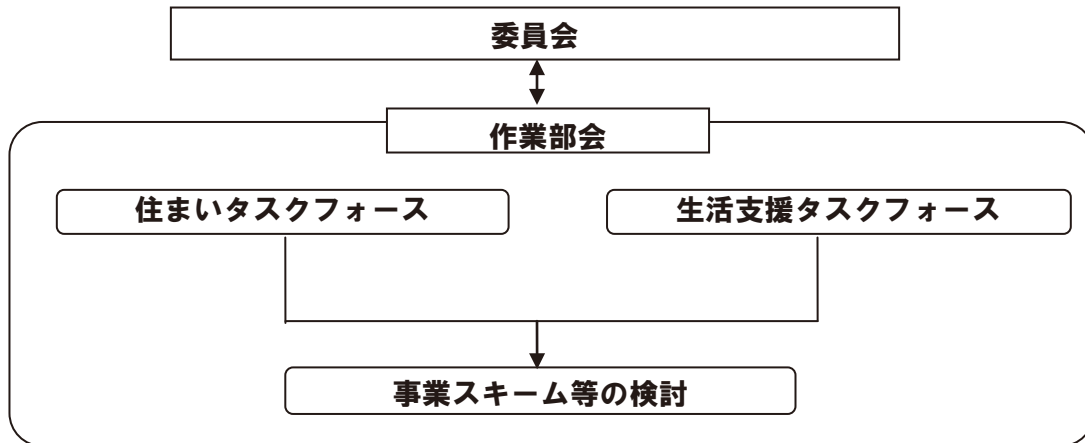 委員会
作業部会
住まいタスクフォース
生活支援タスクフォース
事業スキーム等の検討